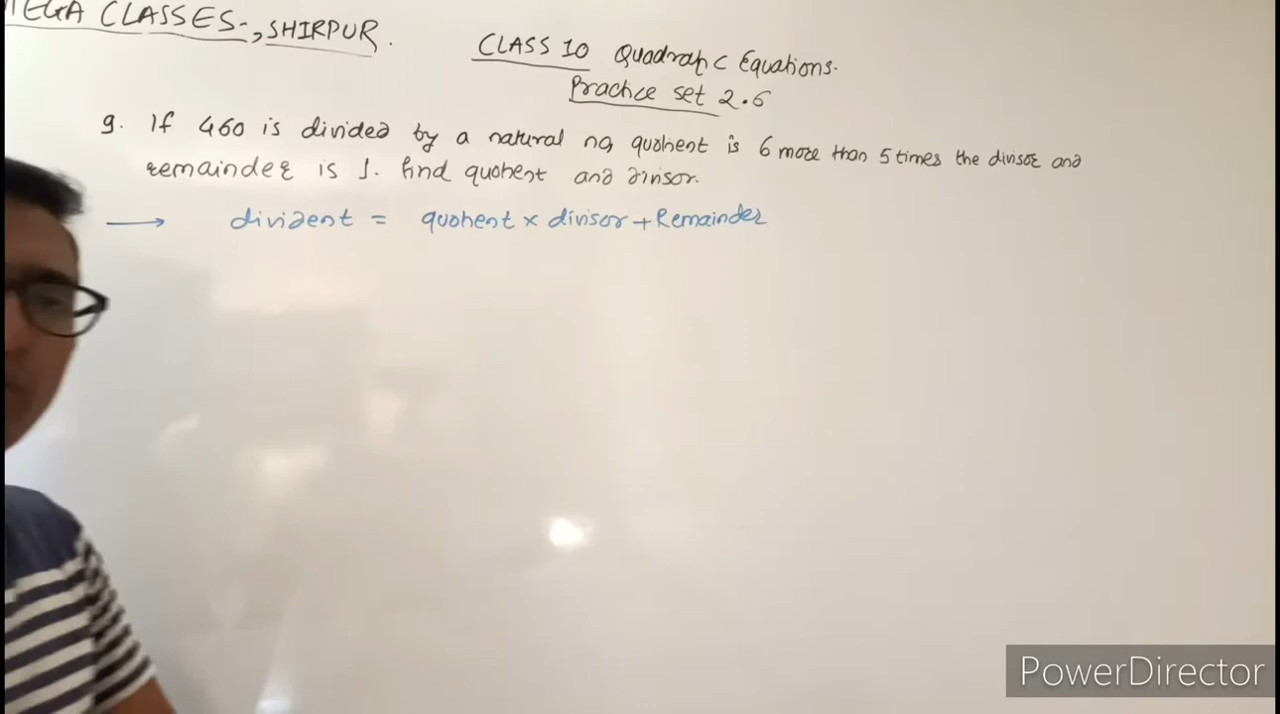 CLASSES-, SHIRPUR.
CLASS 10 Quadratic Equations.
Practice set 2.6
9. If 460 is divided by a natural no, quotient is 6 more than 5 times the divisor and
remainder is 1. find quotient and divisor.
→ divident = quotient × divisor + Remainder
PowerDirector